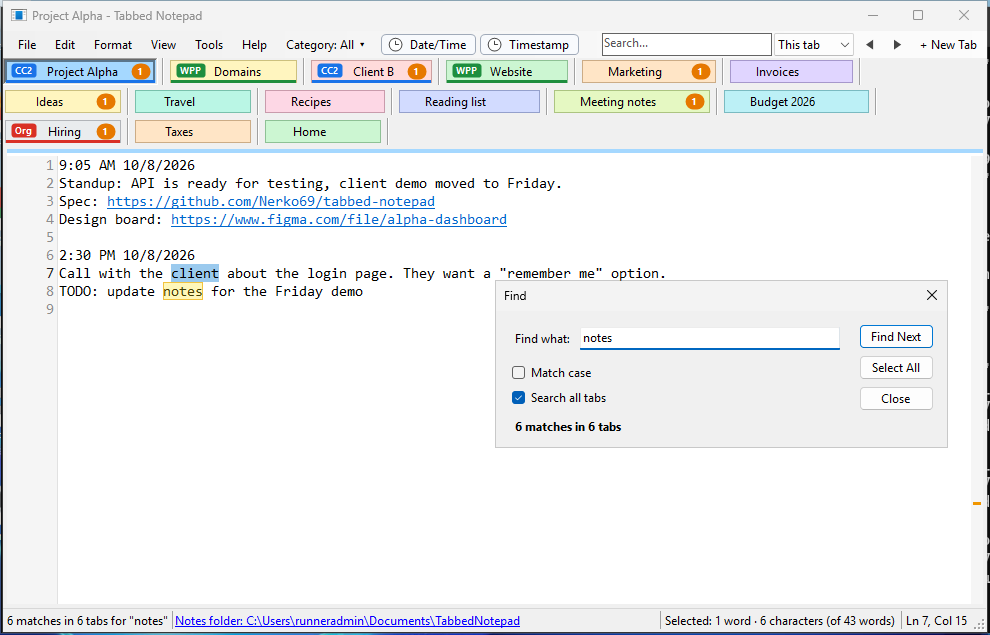 Project Alpha - Tabbed Notepad
File Edit Format View Tools Help Category: All Date/Time Timestamp Search... This tab + New Tab
CC2 Project Alpha 1 WPP Domains CC2 Client B 1 WPP Website Marketing 1 Invoices
Ideas 1 Travel Recipes Reading list Meeting notes 1 Budget 2026
Org Hiring 1 Taxes Home
1 9:05 AM 10/8/2026
2 Standup: API is ready for testing, client demo moved to Friday.
3 Spec: https://github.com/Nerko69/tabbed-notepad
4 Design board: https://www.figma.com/file/alpha-dashboard
5
6 2:30 PM 10/8/2026
7 Call with the client about the login page. They want a "remember me" option.
8 TODO: update notes for the Friday demo
9
Find
Find what: notes Find Next
Match case Select All
Search all tabs Close
6 matches in 6 tabs
6 matches in 6 tabs for "notes" Notes folder: C:\Users\runneradmin\Documents\TabbedNotepad Selected: 1 word · 6 characters (of 43 words) Ln 7, Col 15